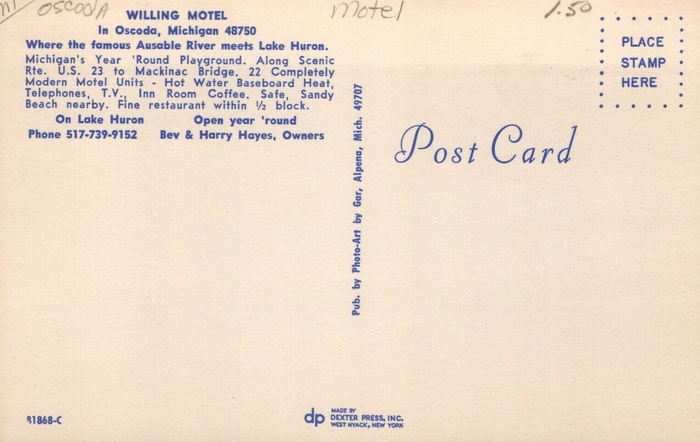 MI OSCODA
Motel
1.50
WILLING MOTEL
In Oscoda, Michigan 48750
Where the famous Ausable River meets Lake Huron.
Michigan's Year 'Round Playground. Along Scenic
Rte. U.S. 23 to Mackinac Bridge. 22 Completely
Modern Motel Units - Hot Water Baseboard Heat,
Telephones, T.V., Inn Room Coffee. Safe, Sandy
Beach nearby. Fine restaurant within ½ block.
On Lake Huron Open year 'round
Phone 517-739-9152 Bev & Harry Hayes, Owners
Pub. by Photo-Art by Gar, Alpena, Mich. 49707
PLACE
STAMP
HERE
Post Card
81868-C
dp
MADE BY
DEXTER PRESS, INC.
WEST NYACK, NEW YORK